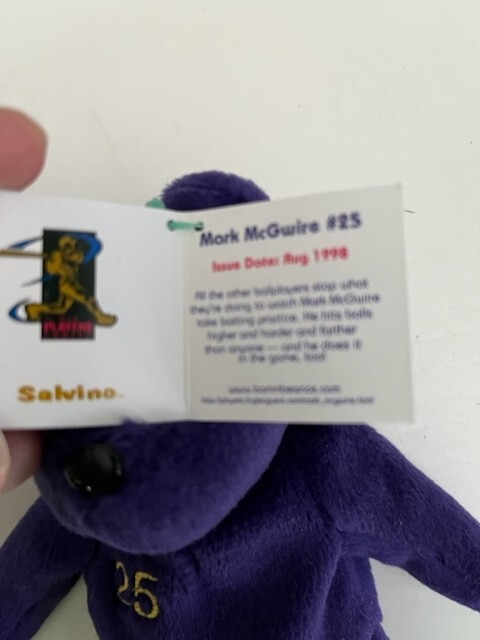 PLAYERS
Salvino™
Mark McGwire #25
Issue Date: Aug 1998
All the other ballplayers stop what
they're doing to watch Mark McGwire
take batting practice. He hits balls
higher and harder and farther
than anyone — and he does it
in the game, too!
25